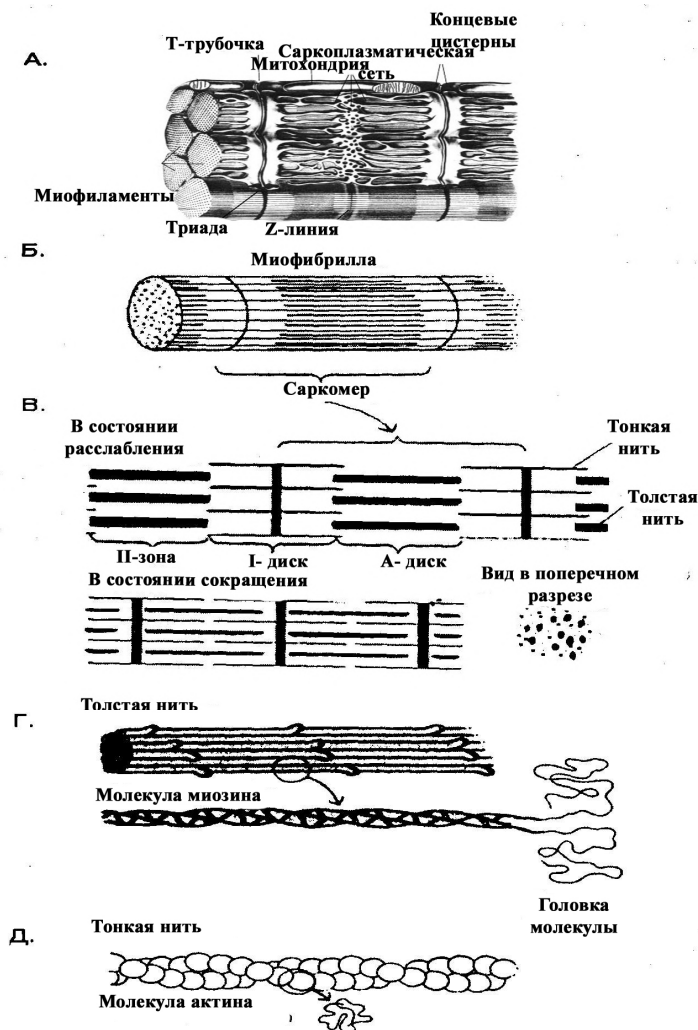 А.
Т-трубочка
Саркоплазматическая
сеть
Митохондрия
Концевые
цистерны
Миофиламенты
Триада
Z-линия
Б.
Миофибрилла
Саркомер
В.
В состоянии
расслабления
Тонкая
нить
Толстая
нить
П-зона
I- диск
А- диск
В состоянии сокращения
Вид в поперечном
разрезе
Г.
Толстая нить
Молекула миозина
Головка
молекулы
Д.
Тонкая нить
Молекула актина